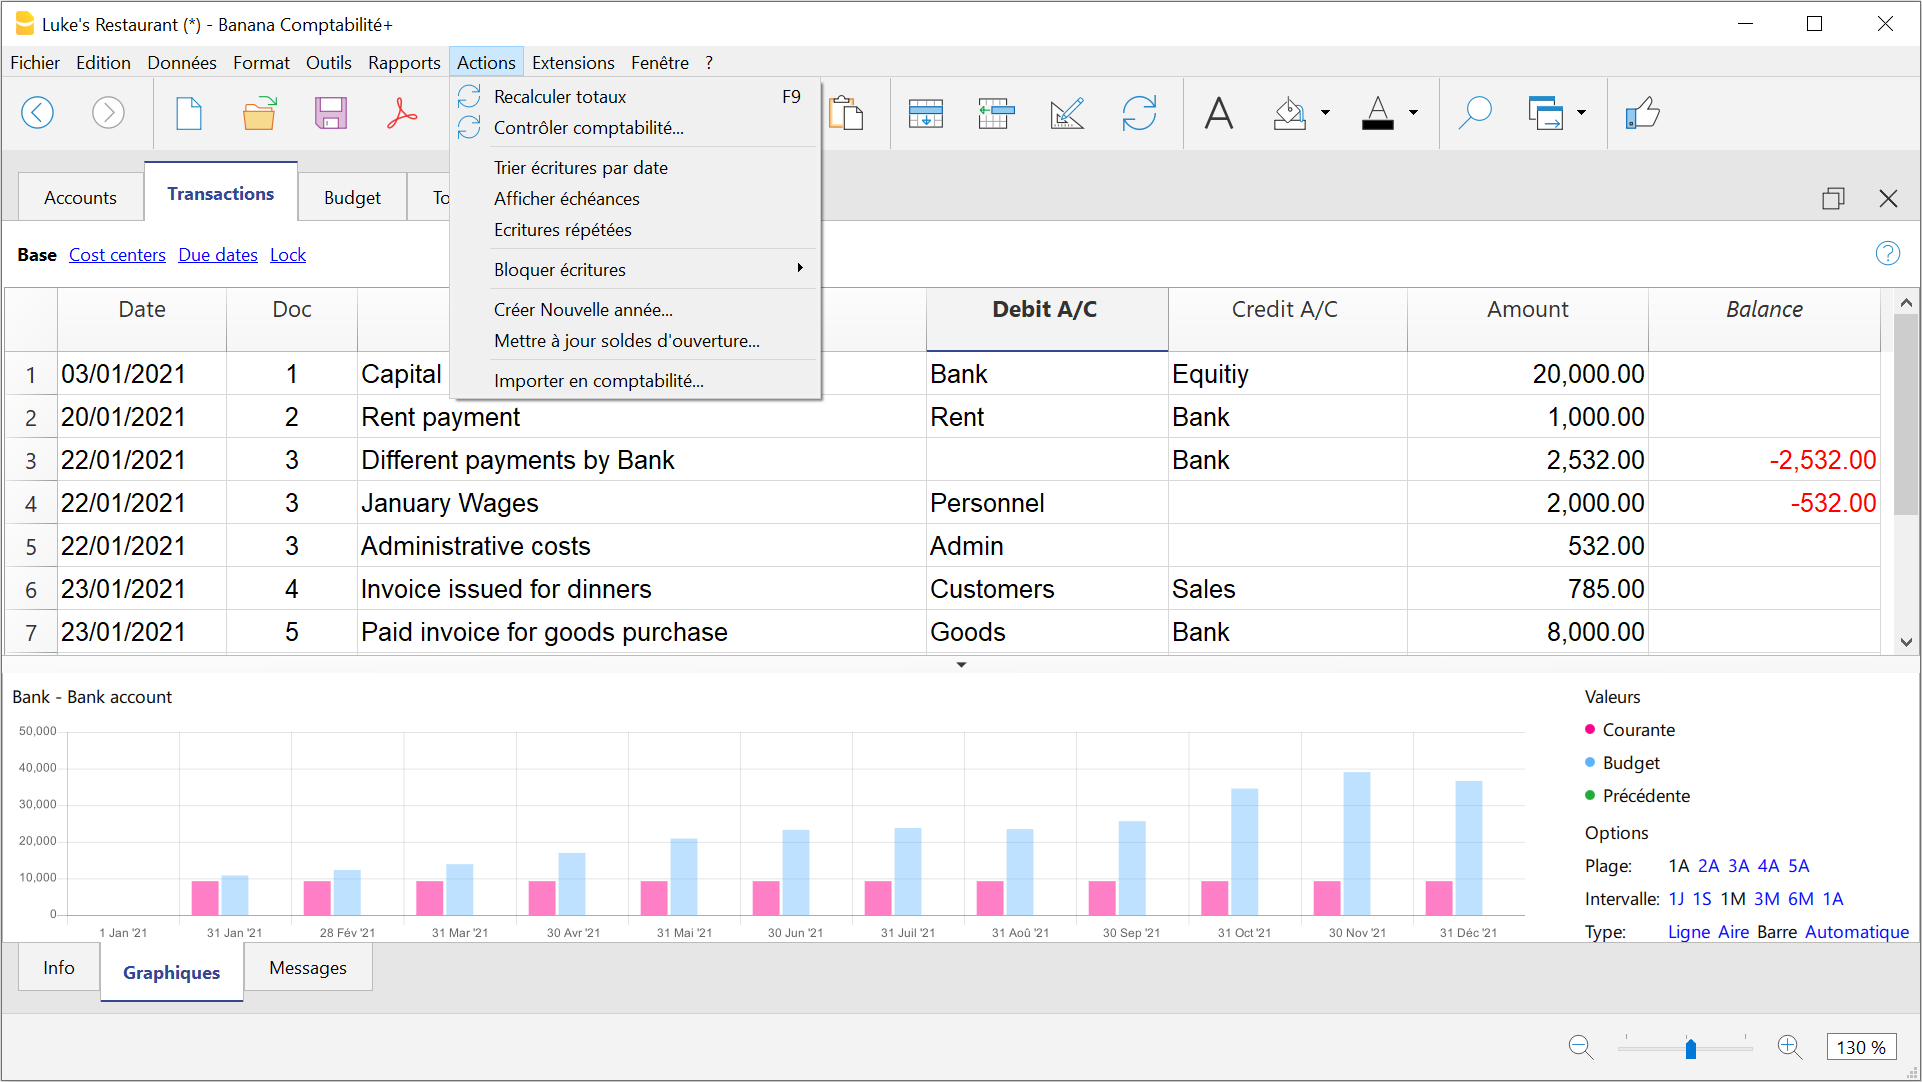 Luke's Restaurant (*) - Banana Comptabilité+
Fichier Edition Données Format Outils Rapports Actions Extensions Fenêtre ?
Recalculer totaux F9
Contrôler comptabilité...
Trier écritures par date
Afficher échéances
Ecritures répétées
Bloquer écritures
Créer Nouvelle année...
Mettre à jour soldes d'ouverture...
Importer en comptabilité...
A A
Accounts Transactions Budget To
Base Cost centers Due dates Lock ?
Date Doc Debit A/C Credit A/C Amount Balance
1 03/01/2021 1 Capital Bank Equitiy 20,000.00
2 20/01/2021 2 Rent payment Rent Bank 1,000.00
3 22/01/2021 3 Different payments by Bank Bank 2,532.00 -2,532.00
4 22/01/2021 3 January Wages Personnel 2,000.00 -532.00
5 22/01/2021 3 Administrative costs Admin 532.00
6 23/01/2021 4 Invoice issued for dinners Customers Sales 785.00
7 23/01/2021 5 Paid invoice for goods purchase Goods Bank 8,000.00
Bank - Bank account
50,000
40,000
30,000
20,000
10,000
0
1 Jan '21 31 Jan '21 28 Fév '21 31 Mar '21 30 Avr '21 31 Mai '21 30 Jun '21 31 Juil '21 31 Aoû '21 30 Sep '21 31 Oct '21 30 Nov '21 31 Déc '21
Valeurs
Courante
Budget
Précédente
Options
Plage: 1A 2A 3A 4A 5A
Intervalle: 1J 1S 1M 3M 6M 1A
Type: Ligne Aire Barre Automatique
Info Graphiques Messages
130 %